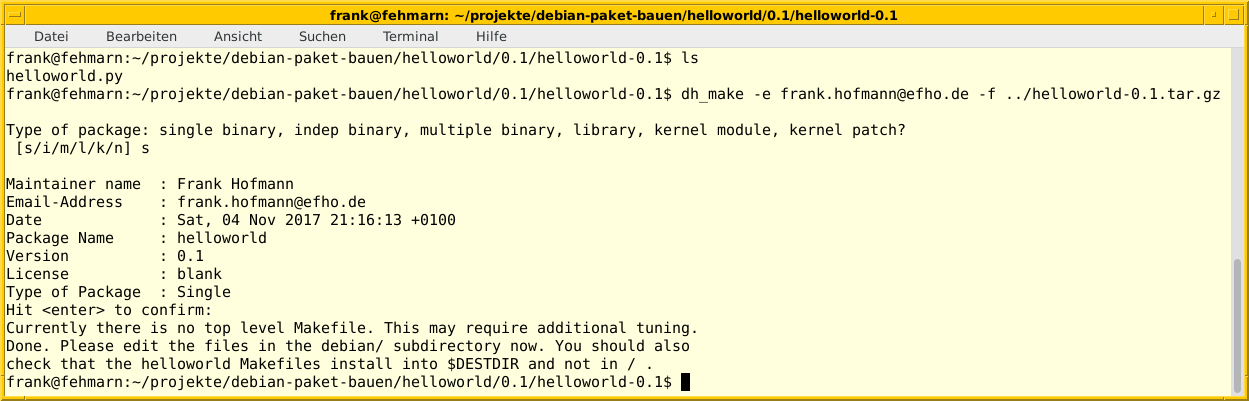 frank@fehmarn: ~/projekte/debian-paket-bauen/helloworld/0.1/helloworld-0.1
Datei Bearbeiten Ansicht Suchen Terminal Hilfe
frank@fehmarn:~/projekte/debian-paket-bauen/helloworld/0.1/helloworld-0.1$ ls
helloworld.py
frank@fehmarn:~/projekte/debian-paket-bauen/helloworld/0.1/helloworld-0.1$ dh_make -e frank.hofmann@efho.de -f ../helloworld-0.1.tar.gz
Type of package: single binary, indep binary, multiple binary, library, kernel module, kernel patch?
 [s/i/m/l/k/n] s
Maintainer name  : Frank Hofmann
Email-Address    : frank.hofmann@efho.de
Date             : Sat, 04 Nov 2017 21:16:13 +0100
Package Name     : helloworld
Version          : 0.1
License          : blank
Type of Package  : Single
Hit <enter> to confirm:
Currently there is no top level Makefile. This may require additional tuning.
Done. Please edit the files in the debian/ subdirectory now. You should also
check that the helloworld Makefiles install into $DESTDIR and not in / .
frank@fehmarn:~/projekte/debian-paket-bauen/helloworld/0.1/helloworld-0.1$